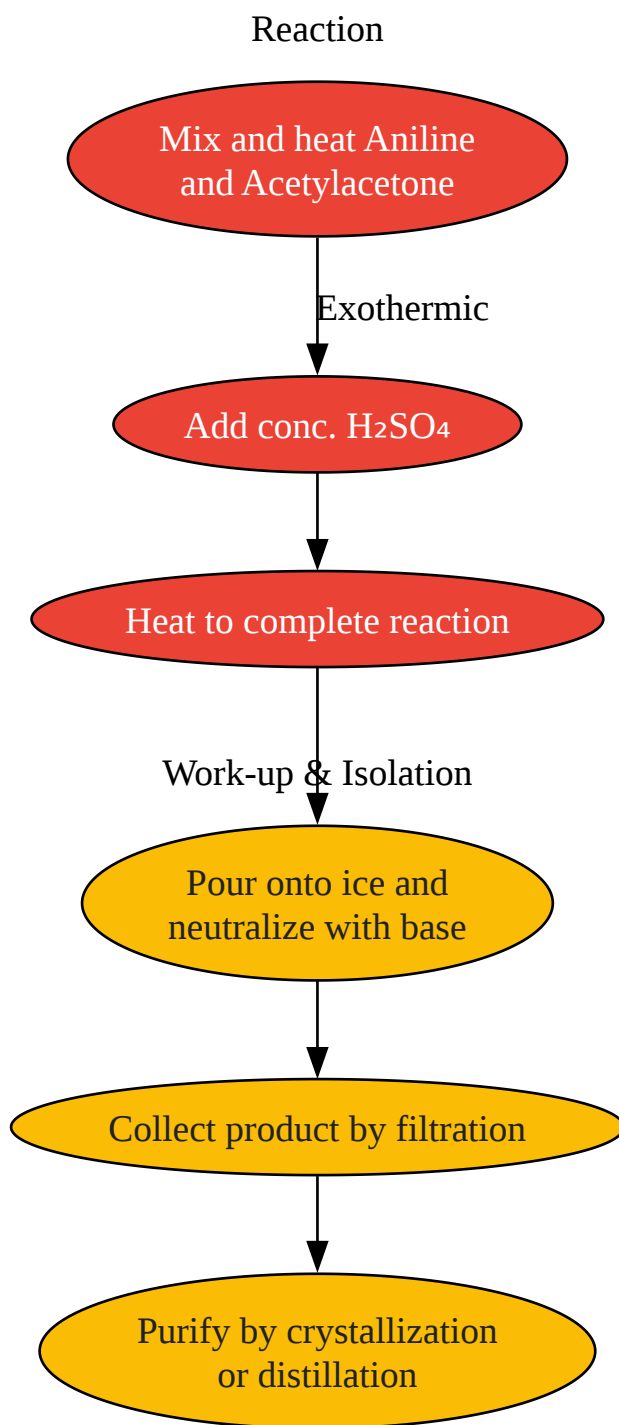 Reaction
Mix and heat Aniline
and Acetylacetone
Exothermic
Add conc. H₂SO₄
Heat to complete reaction
Work-up & Isolation
Pour onto ice and
neutralize with base
Collect product by filtration
Purify by crystallization
or distillation